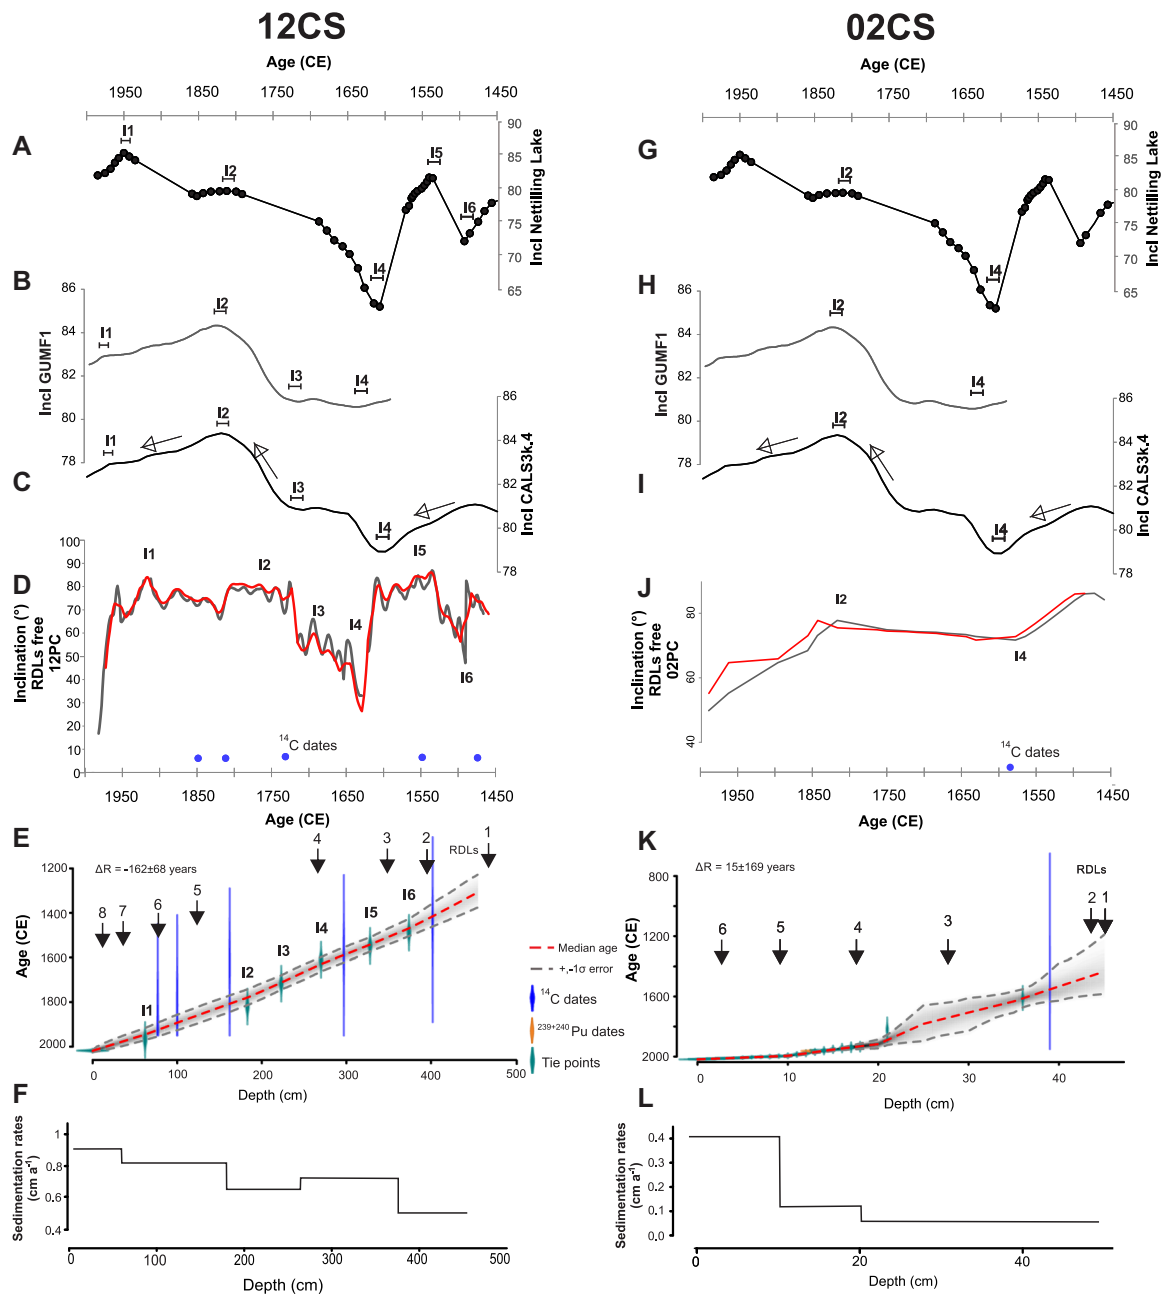 12CS
02CS
Age (CE)
Age (CE)
1950 1850 1750 1650 1550 1450
1950 1850 1750 1650 1550 1450
A
I1
I2
I4
I5
I6
90
85
80
75
70
65
Incl Nettilling Lake
G
I2
I4
90
85
80
75
70
65
Incl Nettilling Lake
B
86
84
82
80
78
Incl GUMF1
I1
I2
I3
I4
H
86
84
82
80
78
Incl GUMF1
I2
I4
C
I1
I2
I3
I4
86
84
82
80
78
Incl CALS3k.4
I
I2
I4
86
84
82
80
78
Incl CALS3k.4
D
100
90
80
70
60
50
40
30
20
10
0
Inclination (°)
RDLs free
12PC
I1
I2
I3
I4
I5
I6
14C dates
1950 1850 1750 1650 1550 1450
Age (CE)
J
80
60
40
Inclination (°)
RDLs free
02PC
I2
I4
14C dates
1950 1850 1750 1650 1550 1450
Age (CE)
E
1200
1400
1600
1800
2000
Age (CE)
ΔR = -162±68 years
8 7 6 5 4 3 2 1
RDLs
I1 I2 I3 I4 I5 I6
0 100 200 300 400 500
Depth (cm)
Median age
+,-1σ error
14C dates
239+240 Pu dates
Tie points
K
800
1200
1600
2000
Age (CE)
ΔR = 15±169 years
RDLs
6 5 4 3 2 1
0 10 20 30 40
Depth (cm)
F
1
0.8
0.6
0.4
Sedimentation rates
(cm a-1)
0 100 200 300 400 500
Depth (cm)
L
0.4
0.3
0.2
0.1
0.0
Sedimentation rates
(cm a-1)
0 20 40
Depth (cm)